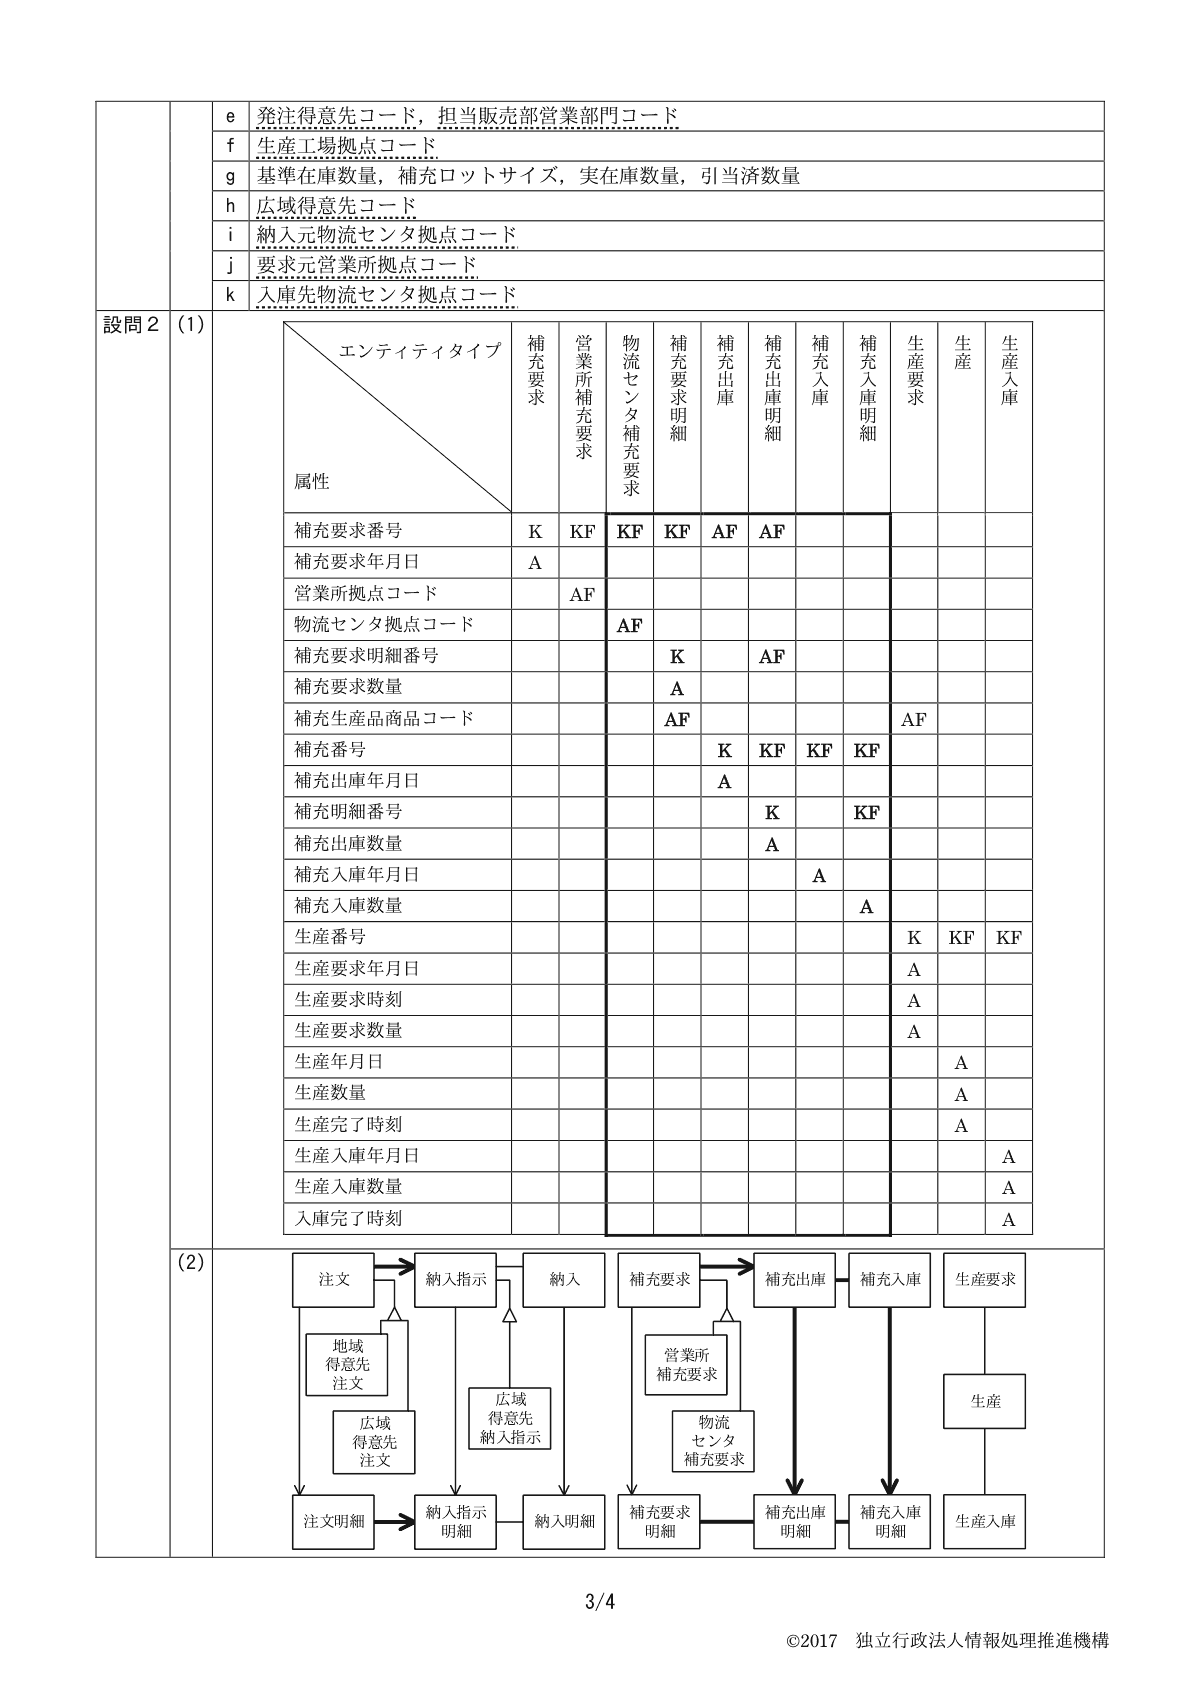 e 発注得意先コード，担当販売部営業部門コード
f 生産工場拠点コード
g 基準在庫数量，補充ロットサイズ，実在庫数量，引当済数量
h 広域得意先コード
i 納入元物流センタ拠点コード
j 要求元営業所拠点コード
k 入庫先物流センタ拠点コード
設問２ (1)
エンティティタイプ
属性
補充要求
営業所補充要求
物流センタ補充要求
補充要求明細
補充出庫
補充出庫明細
補充入庫
補充入庫明細
生産要求
生産
生産入庫
補充要求番号 K KF KF KF AF AF
補充要求年月日 A
営業所拠点コード AF
物流センタ拠点コード AF
補充要求明細番号 K AF
補充要求数量 A
補充生産品商品コード AF AF
補充番号 K KF KF KF
補充出庫年月日 A
補充明細番号 K KF
補充出庫数量 A
補充入庫年月日 A
補充入庫数量 A
生産番号 K KF KF
生産要求年月日 A
生産要求時刻 A
生産要求数量 A
生産年月日 A
生産数量 A
生産完了時刻 A
生産入庫年月日 A
生産入庫数量 A
入庫完了時刻 A
(2)
注文 納入指示 納入 補充要求 補充出庫 補充入庫 生産要求
地域
得意先
注文
営業所
補充要求
広域
得意先
納入指示
生産
広域
得意先
注文
物流
センタ
補充要求
注文明細
納入指示
明細
納入明細
補充要求
明細
補充出庫
明細
補充入庫
明細
生産入庫
3/4
©2017 独立行政法人情報処理推進機構